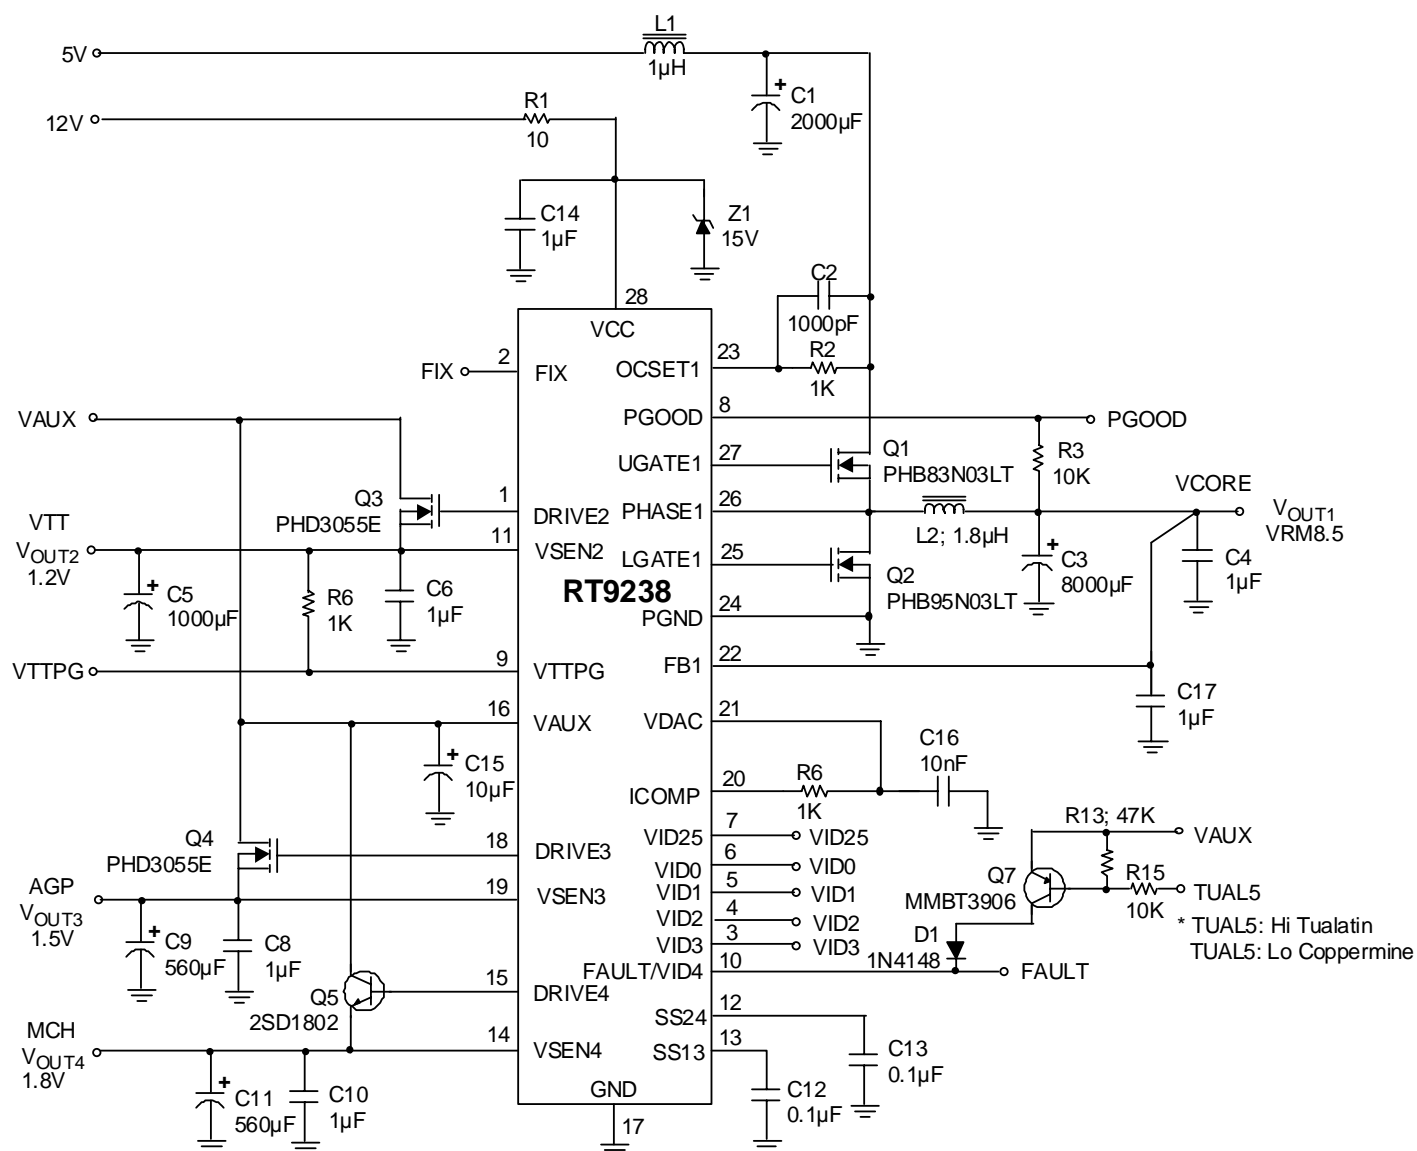 L1
5V
1µH
+
C1
2000µF
12V
R1
10
C14
1µF
Z1
15V
C2
1000pF
28
VCC
23
OCSET1
R2
1K
FIX
2
FIX
8
PGOOD
PGOOD
VAUX
27
UGATE1
Q1
PHB83N03LT
R3
10K
VCORE
Q3
PHD3055E
1
DRIVE2
26
PHASE1
L2; 1.8µH
VOUT1
VRM8.5
VTT
VOUT2
1.2V
11
VSEN2
25
LGATE1
Q2
PHB95N03LT
+
C3
8000µF
C4
1µF
RT9238
+
C5
1000µF
R6
1K
C6
1µF
24
PGND
VTTPG
9
VTTPG
22
FB1
C17
1µF
16
VAUX
21
VDAC
+
C15
10µF
C16
10nF
20
ICOMP
R6
1K
Q4
PHD3055E
18
DRIVE3
7
VID25
VID25
6
VID0
VID0
5
VID1
VID1
4
VID2
VID2
3
VID3
VID3
R13; 47K
VAUX
Q7
MMBT3906
R15
10K
TUAL5
* TUAL5: Hi Tualatin
TUAL5: Lo Coppermine
AGP
VOUT3
1.5V
19
VSEN3
+
C9
560µF
C8
1µF
D1
1N4148
10
FAULT/VID4
FAULT
Q5
2SD1802
15
DRIVE4
12
SS24
MCH
VOUT4
1.8V
14
VSEN4
13
SS13
C13
0.1µF
+
C11
560µF
C10
1µF
GND
17
C12
0.1µF